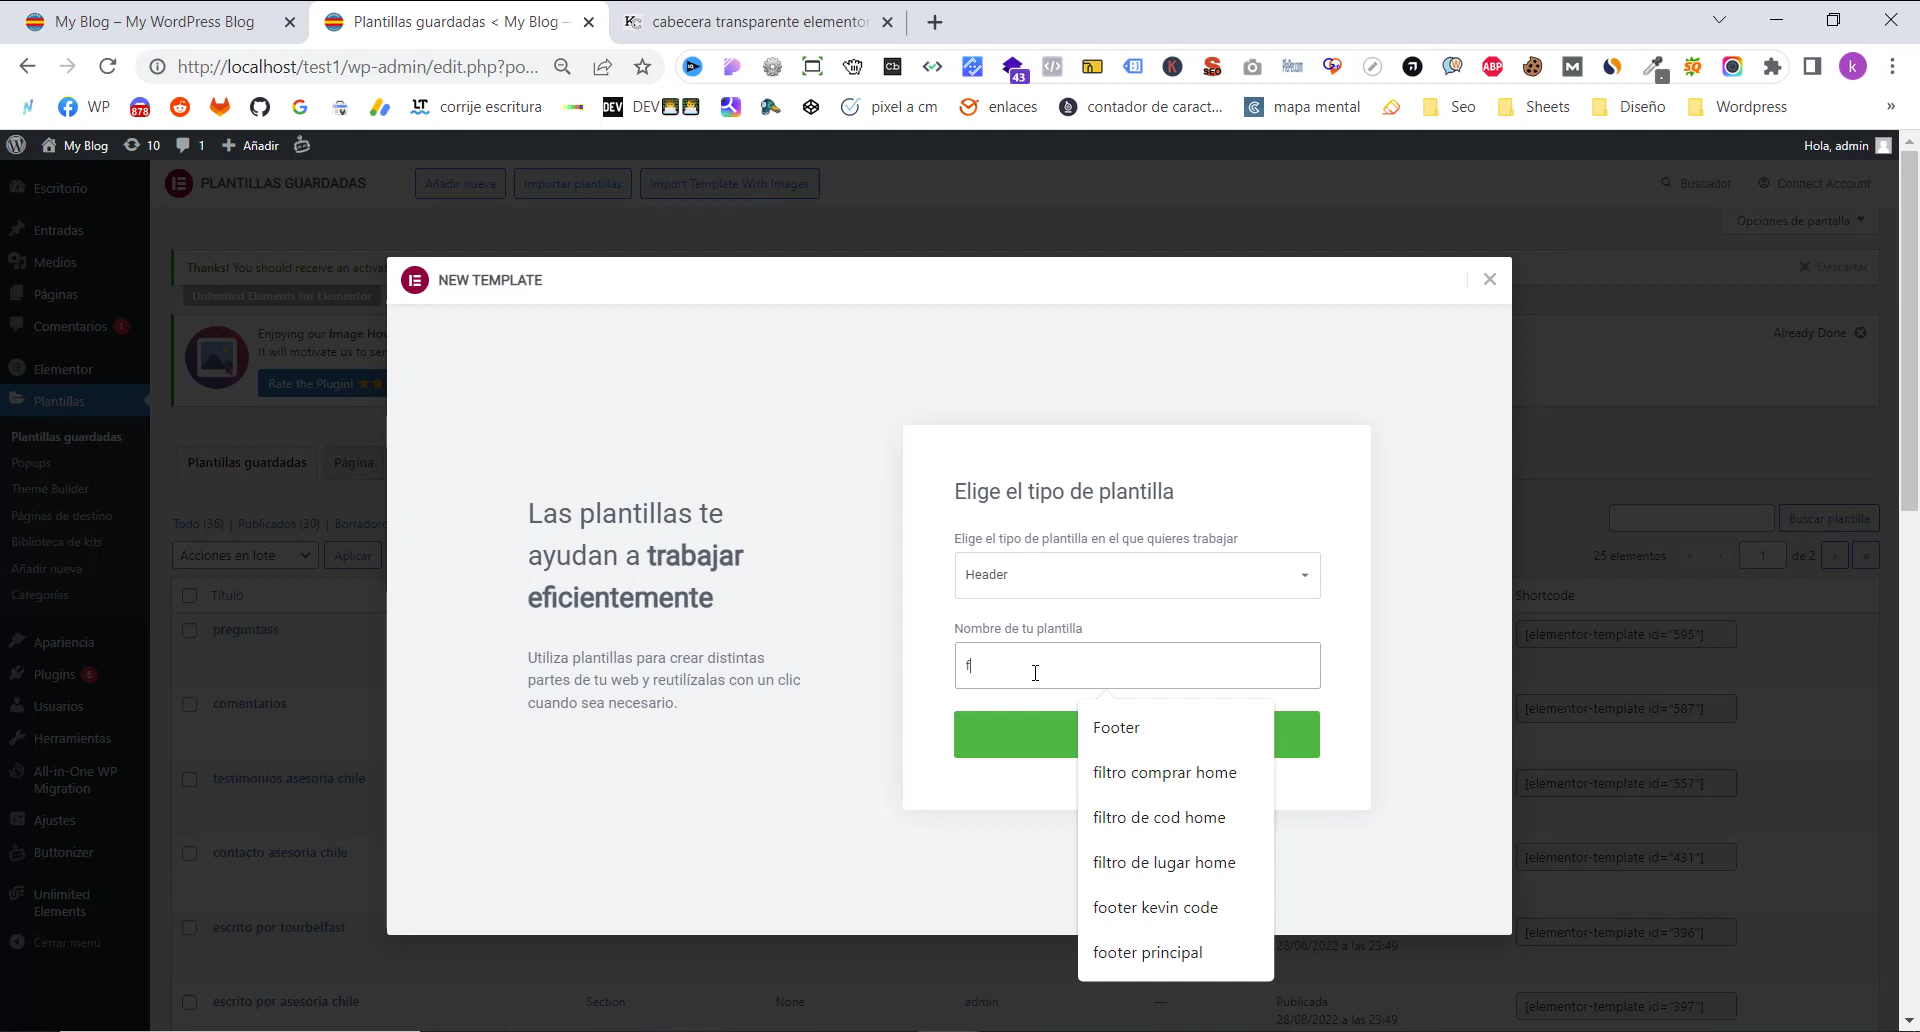 My Blog – My WordPress Blog
Plantillas guardadas < My Blog –
cabecera transparente elementor
http://localhost/test1/wp-admin/edit.php?po...
43
ABP
SEO
Cb
k
WP
878
LT
corrije escritura
DEV
DEV
pixel a cm
enlaces
contador de caract...
mapa mental
Seo
Sheets
Diseño
Wordpress
»
My Blog
10
1
Añadir
Hola, admin
Escritorio
Entradas
Medios
Páginas
Comentarios 1
Elementor
Plantillas
Plantillas guardadas
Popups
Theme Builder
Páginas de destino
Biblioteca de kits
Añadir nueva
Categorías
Apariencia
Plugins 6
Usuarios
Herramientas
All-in-One WP
Migration
Ajustes
Buttonizer
Unlimited
Elements
Cerrar menú
PLANTILLAS GUARDADAS
Añadir nueva
Importar plantillas
Import Template With Images
Buscador
Connect Account
Opciones de pantalla
Thanks! You should receive an activat
Unlimited Elements for Elementor
Descartar
Enjoying our Image Hov
It will motivate us to ser
Rate the Plugin!
Already Done
Plantillas guardadas
Página
Todo (36) | Publicados (30) | Borradore
Buscar plantilla
Acciones en lote
Aplicar
25 elementos
«
‹
1
de 2
›
»
Título
Shortcode
preguntass
[elementor-template id="595"]
comentarios
[elementor-template id="587"]
testimonios asesoria chile
[elementor-template id="557"]
contacto asesoria chile
[elementor-template id="431"]
escrito por tourbelfast
28/08/2022 a las 23:49
[elementor-template id="396"]
escrito por asesoria chile
Section
None
admin
—
Publicada
28/08/2022 a las 23:49
[elementor-template id="397"]
NEW TEMPLATE
Las plantillas te
ayudan a trabajar
eficientemente
Utiliza plantillas para crear distintas
partes de tu web y reutilízalas con un clic
cuando sea necesario.
Elige el tipo de plantilla
Elige el tipo de plantilla en el que quieres trabajar
Header
Nombre de tu plantilla
f
Footer
filtro comprar home
filtro de cod home
filtro de lugar home
footer kevin code
footer principal